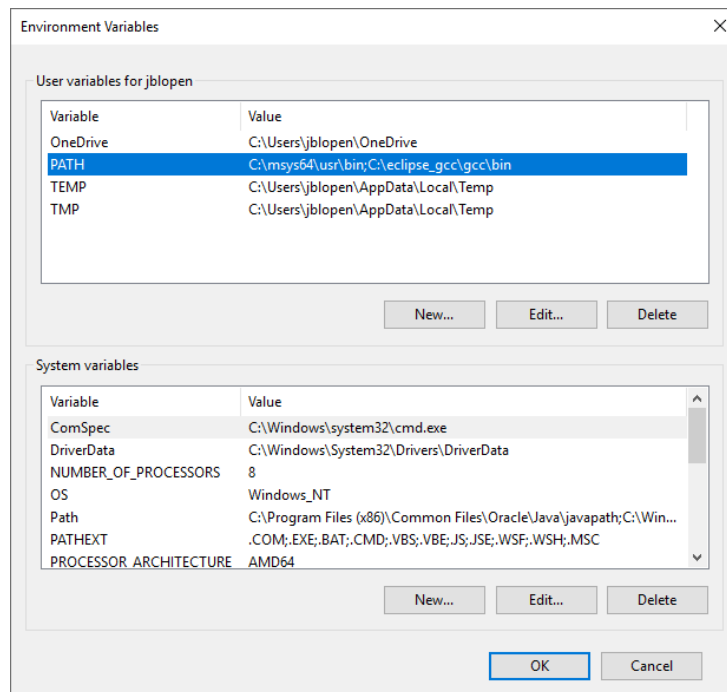 Environment Variables
User variables for jblopen
Variable Value
OneDrive C:\Users\jblopen\OneDrive
PATH C:\msys64\usr\bin;C:\eclipse_gcc\gcc\bin
TEMP C:\Users\jblopen\AppData\Local\Temp
TMP C:\Users\jblopen\AppData\Local\Temp
New... Edit... Delete
System variables
Variable Value
ComSpec C:\Windows\system32\cmd.exe
DriverData C:\Windows\System32\Drivers\DriverData
NUMBER_OF_PROCESSORS 8
OS Windows_NT
Path C:\Program Files (x86)\Common Files\Oracle\Java\javapath;C:\Win...
PATHEXT .COM;.EXE;.BAT;.CMD;.VBS;.VBE;.JS;.JSE;.WSF;.WSH;.MSC
PROCESSOR_ARCHITECTURE AMD64
New... Edit... Delete
OK Cancel